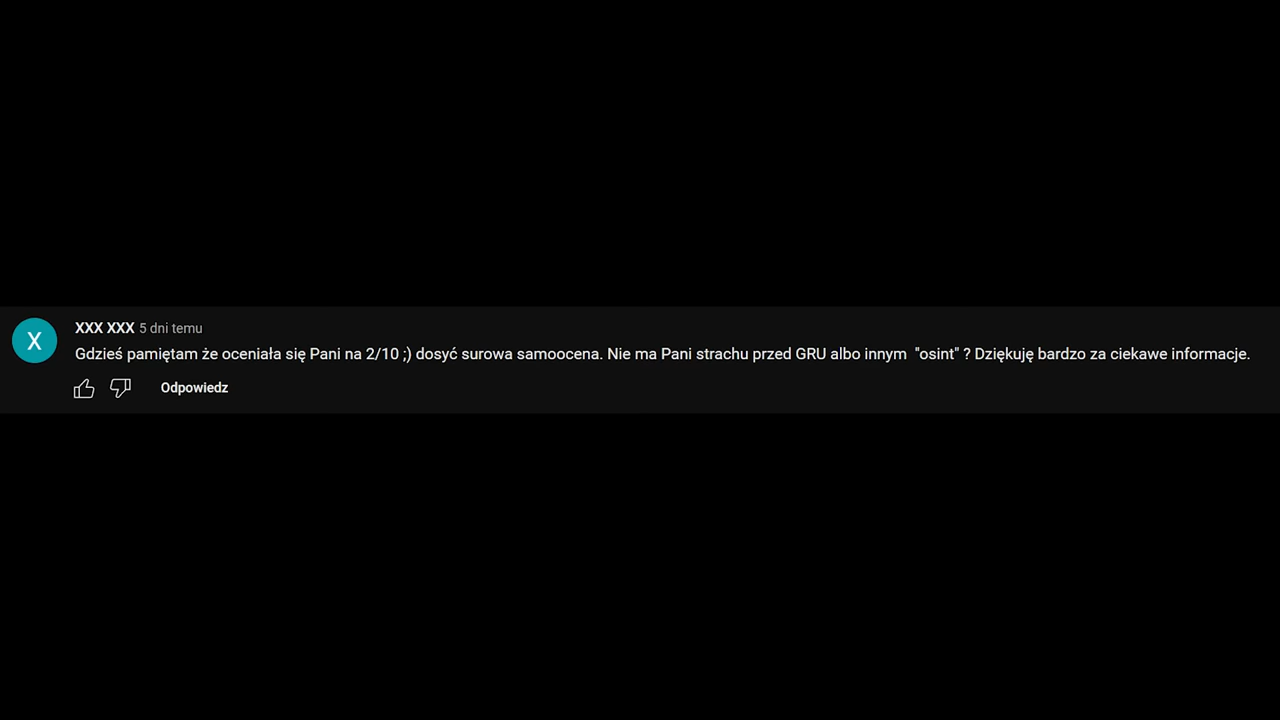 X
XXX XXX 5 dni temu
Gdzieś pamiętam że oceniała się Pani na 2/10 ;) dosyć surowa samoocena. Nie ma Pani strachu przed GRU albo innym  "osint" ? Dziękuję bardzo za ciekawe informacje.
Odpowiedz